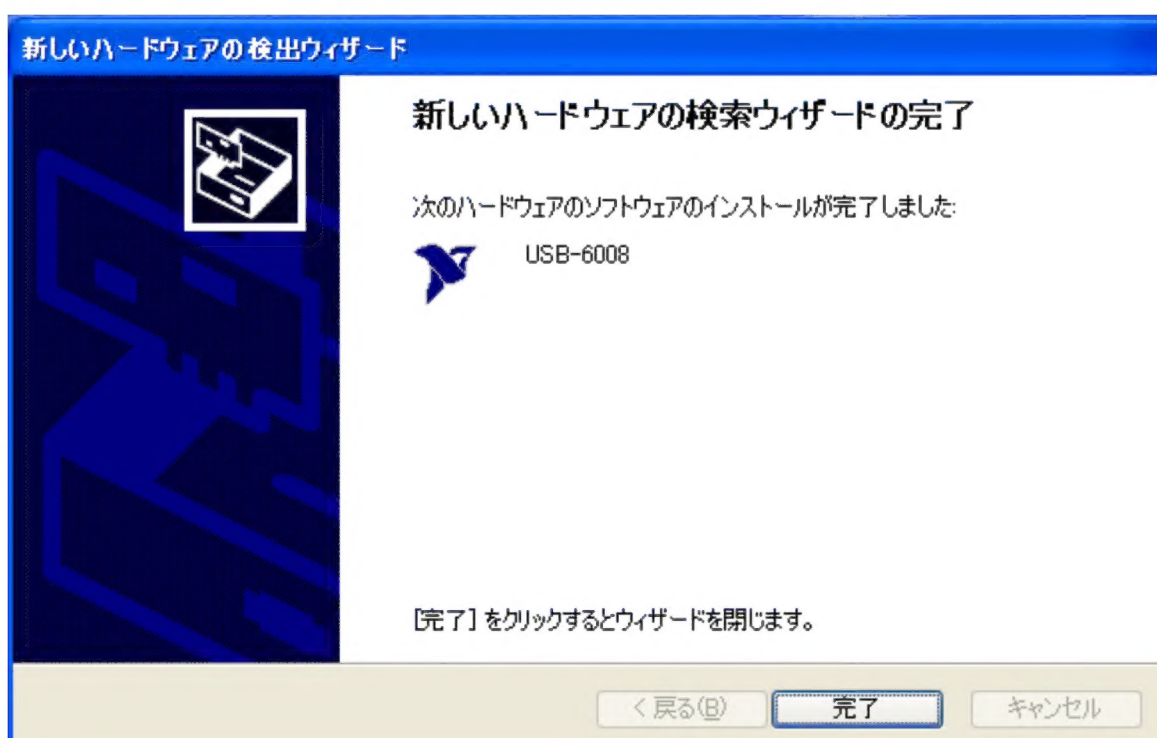 新しいハードウェアの検出ウィザード
新しいハードウェアの検索ウィザードの完了
次のハードウェアのソフトウェアのインストールが完了しました:
USB-6008
[完了] をクリックするとウィザードを閉じます。
< 戻る(B) 完了 キャンセル